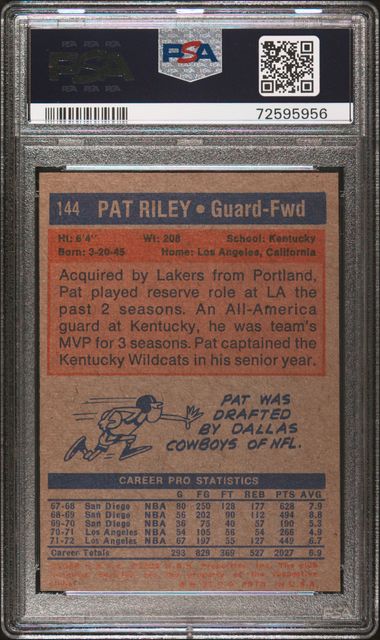 PSA
PSA
72595956
144 PAT RILEY • Guard-Fwd
Ht: 6'4" Wt: 208 School: Kentucky
Born: 3-20-45 Home: Los Angeles, California
Acquired by Lakers from Portland,
Pat played reserve role at LA the
past 2 seasons. An All-America
guard at Kentucky, he was team's
MVP for 3 seasons. Pat captained the
Kentucky Wildcats in his senior year.
PAT WAS
DRAFTED
BY DALLAS
COWBOYS OF NFL.
CAREER PRO STATISTICS
G FG FT REB PTS AVG
67-68 San Diego NBA 80 250 128 177 628 7.9
68-69 San Diego NBA 56 202 90 112 494 8.8
69-70 San Diego NBA 36 75 40 57 190 5.3
70-71 Los Angeles NBA 54 105 56 54 266 4.9
71-72 Los Angeles NBA 67 197 55 127 449 6.7
Career Totals 293 829 369 527 2027 6.9